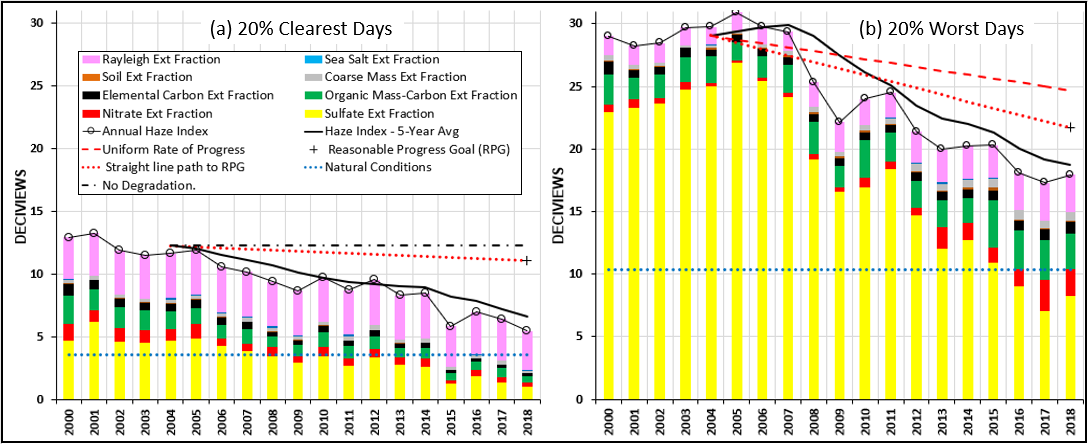 (a) 20% Clearest Days
(b) 20% Worst Days
DECIVIEWS
30
25
20
15
10
5
0
Rayleigh Ext Fraction
Sea Salt Ext Fraction
Soil Ext Fraction
Coarse Mass Ext Fraction
Elemental Carbon Ext Fraction
Organic Mass-Carbon Ext Fraction
Nitrate Ext Fraction
Sulfate Ext Fraction
Annual Haze Index
Haze Index - 5-Year Avg
Uniform Rate of Progress
Reasonable Progress Goal (RPG)
Straight line path to RPG
Natural Conditions
No Degradation.
2000 2001 2002 2003 2004 2005 2006 2007 2008 2009 2010 2011 2012 2013 2014 2015 2016 2017 2018
DECIVIEWS
30
25
20
15
10
5
0
2000 2001 2002 2003 2004 2005 2006 2007 2008 2009 2010 2011 2012 2013 2014 2015 2016 2017 2018